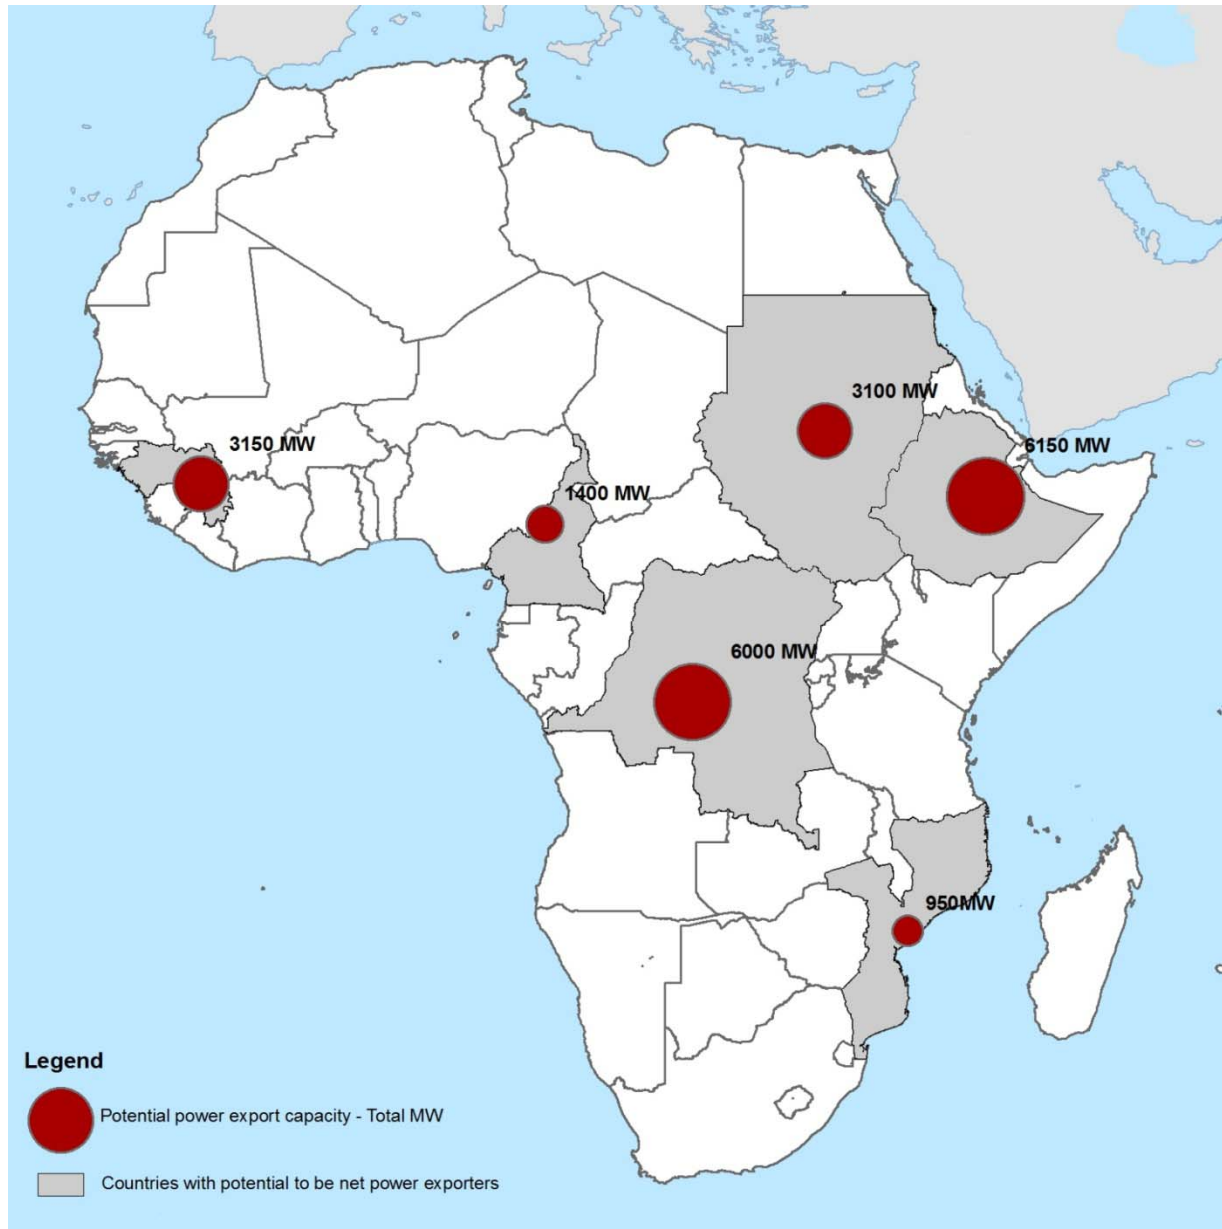 3100 MW
3150 MW
6150 MW
1400 MW
6000 MW
950MW
Legend
Potential power export capacity - Total MW
Countries with potential to be net power exporters